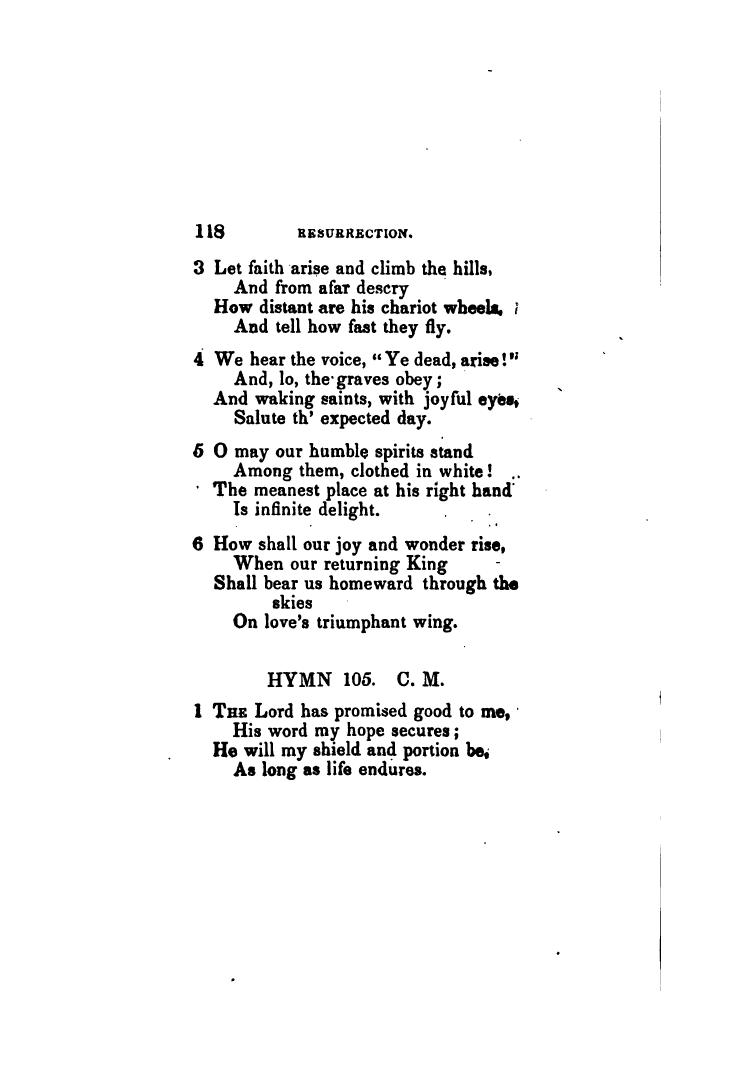 118 RESURRECTION.
3 Let faith arise and climb the hills,
And from afar descry
How distant are his chariot wheels,
And tell how fast they fly.
4 We hear the voice, “Ye dead, arise!”
And, lo, the graves obey;
And waking saints, with joyful eyes,
Salute th’ expected day.
5 O may our humble spirits stand
Among them, clothed in white!
The meanest place at his right hand
Is infinite delight.
6 How shall our joy and wonder rise,
When our returning King
Shall bear us homeward through the
skies
On love’s triumphant wing.
HYMN 105. C. M.
1 THE Lord has promised good to me,
His word my hope secures;
He will my shield and portion be,
As long as life endures.